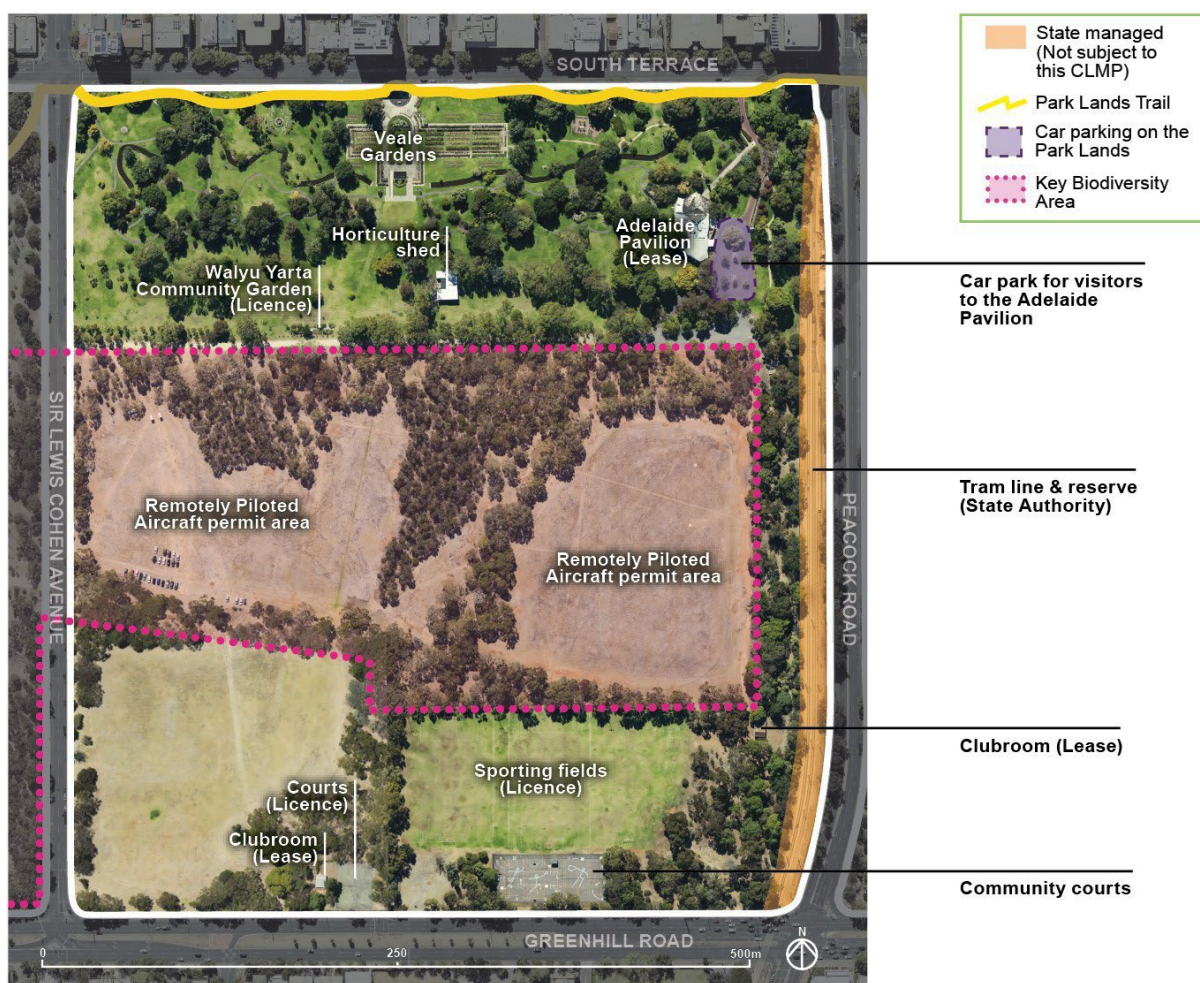 SOUTH TERRACE
Veale
Gardens
Horticulture
shed
Adelaide
Pavilion
(Lease)
Walyu Yarta
Community Garden
(Licence)
SIR LEWIS COHEN AVENUE
Remotely Piloted
Aircraft permit area
Remotely Piloted
Aircraft permit area
PEACOCK ROAD
Sporting fields
(Licence)
Courts
(Licence)
Clubroom
(Lease)
GREENHILL ROAD
0
250
500m
N
State managed
(Not subject to
this CLMP)
Park Lands Trail
Car parking on the
Park Lands
Key Biodiversity
Area
Car park for visitors
to the Adelaide
Pavilion
Tram line & reserve
(State Authority)
Clubroom (Lease)
Community courts